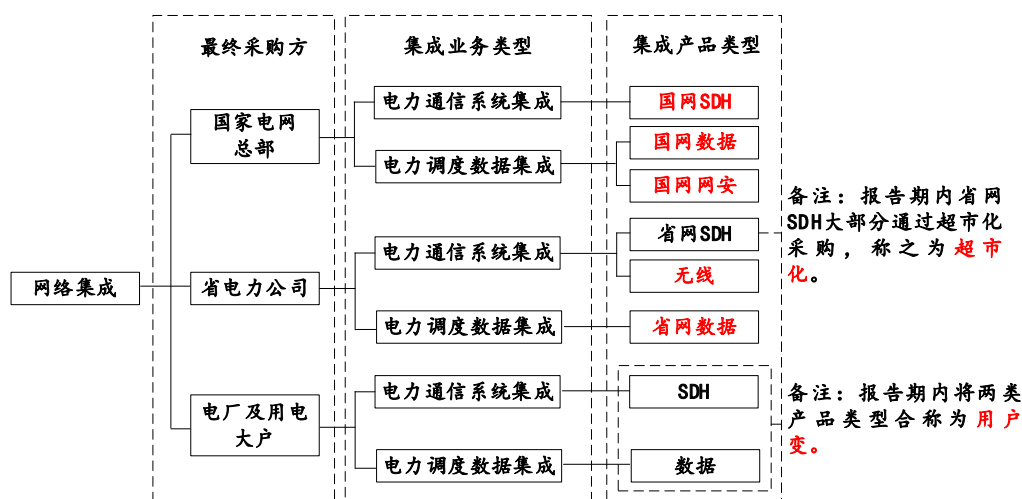 最终采购方
集成业务类型
集成产品类型
网络集成
国家电网
总部
电力通信系统集成
国网SDH
电力调度数据集成
国网数据
国网网安
省电力公司
电力通信系统集成
省网SDH
无线
电力调度数据集成
省网数据
电厂及用电
大户
电力通信系统集成
SDH
电力调度数据集成
数据
备注：报告期内省网
SDH大部分通过超市化
采购，称之为超市
化。
备注：报告期内将两类
产品类型合称为用户
变。